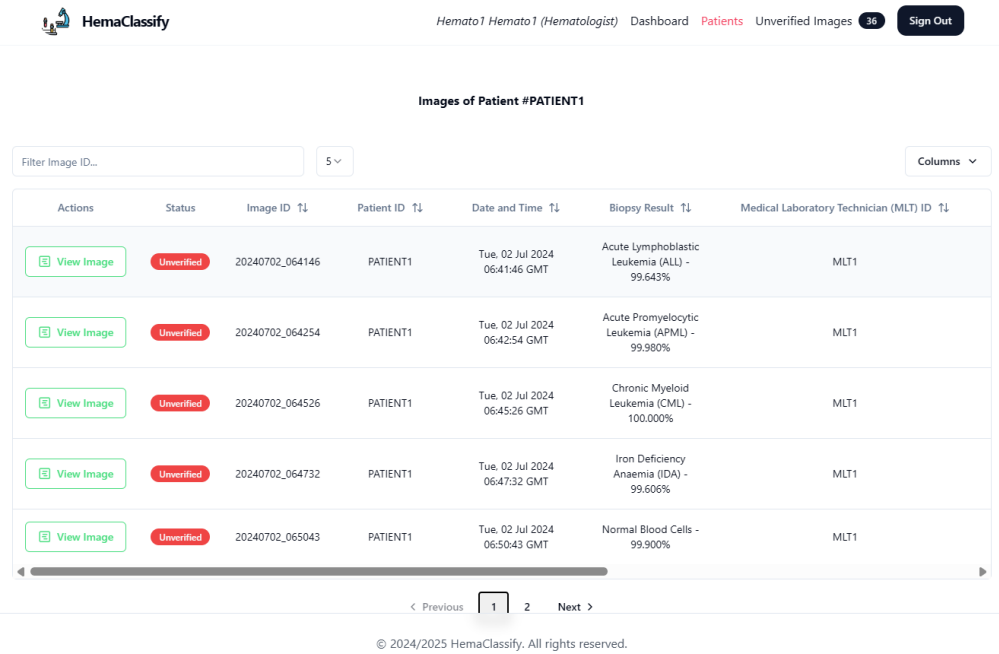 HemaClassify
Hemato1 Hemato1 (Hematologist) Dashboard Patients Unverified Images 36 Sign Out
Images of Patient #PATIENT1
Filter Image ID...
5
Columns
Actions Status Image ID Patient ID Date and Time Biopsy Result Medical Laboratory Technician (MLT) ID
View Image Unverified 20240702_064146 PATIENT1 Tue, 02 Jul 2024
06:41:46 GMT
Acute Lymphoblastic
Leukemia (ALL) -
99.643%
MLT1
View Image Unverified 20240702_064254 PATIENT1 Tue, 02 Jul 2024
06:42:54 GMT
Acute Promyelocytic
Leukemia (APML) -
99.980%
MLT1
View Image Unverified 20240702_064526 PATIENT1 Tue, 02 Jul 2024
06:45:26 GMT
Chronic Myeloid
Leukemia (CML) -
100.000%
MLT1
View Image Unverified 20240702_064732 PATIENT1 Tue, 02 Jul 2024
06:47:32 GMT
Iron Deficiency
Anaemia (IDA) -
99.606%
MLT1
View Image Unverified 20240702_065043 PATIENT1 Tue, 02 Jul 2024
06:50:43 GMT
Normal Blood Cells -
99.900%
MLT1
Previous 1 2 Next
© 2024/2025 HemaClassify. All rights reserved.